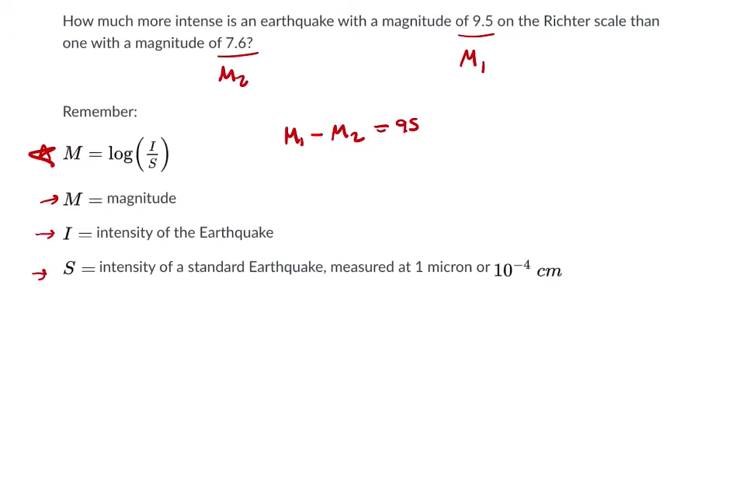 How much more intense is an earthquake with a magnitude of 9.5 on the Richter scale than
one with a magnitude of 7.6?
M₁
M₂
Remember:
M₁ - M₂ = 95
M = log(I/S)
M = magnitude
I = intensity of the Earthquake
S = intensity of a standard Earthquake, measured at 1 micron or 10⁻⁴ cm